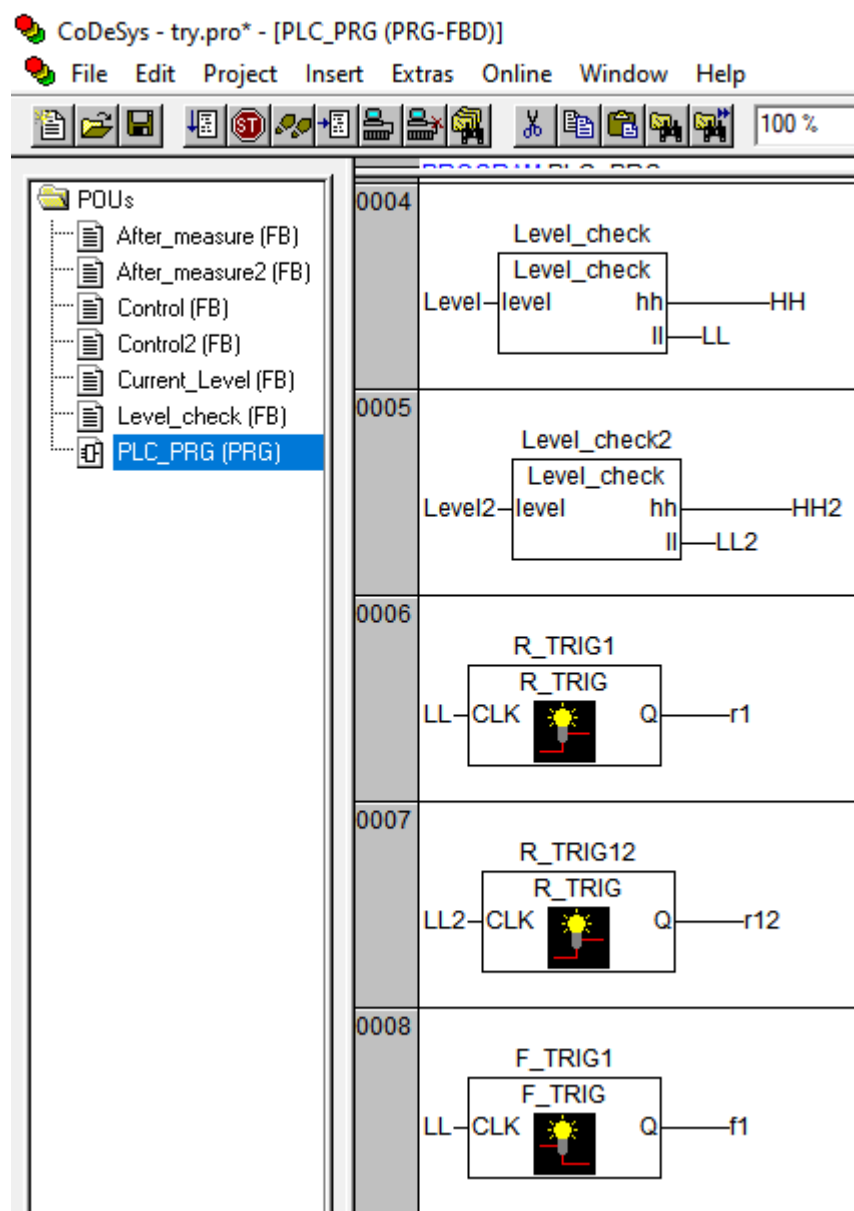 CoDeSys - try.pro* - [PLC_PRG (PRG-FBD)]
File Edit Project Insert Extras Online Window Help
ST
100 %
POUs
After_measure (FB)
After_measure2 (FB)
Control (FB)
Control2 (FB)
Current_Level (FB)
Level_check (FB)
PLC_PRG (PRG)
PROGRAM PLC_PRG
0004
Level_check
Level_check
Level level hh HH
ll LL
0005
Level_check2
Level_check
Level2 level hh HH2
ll LL2
0006
R_TRIG1
R_TRIG
LL CLK Q r1
0007
R_TRIG12
R_TRIG
LL2 CLK Q r12
0008
F_TRIG1
F_TRIG
LL CLK Q f1